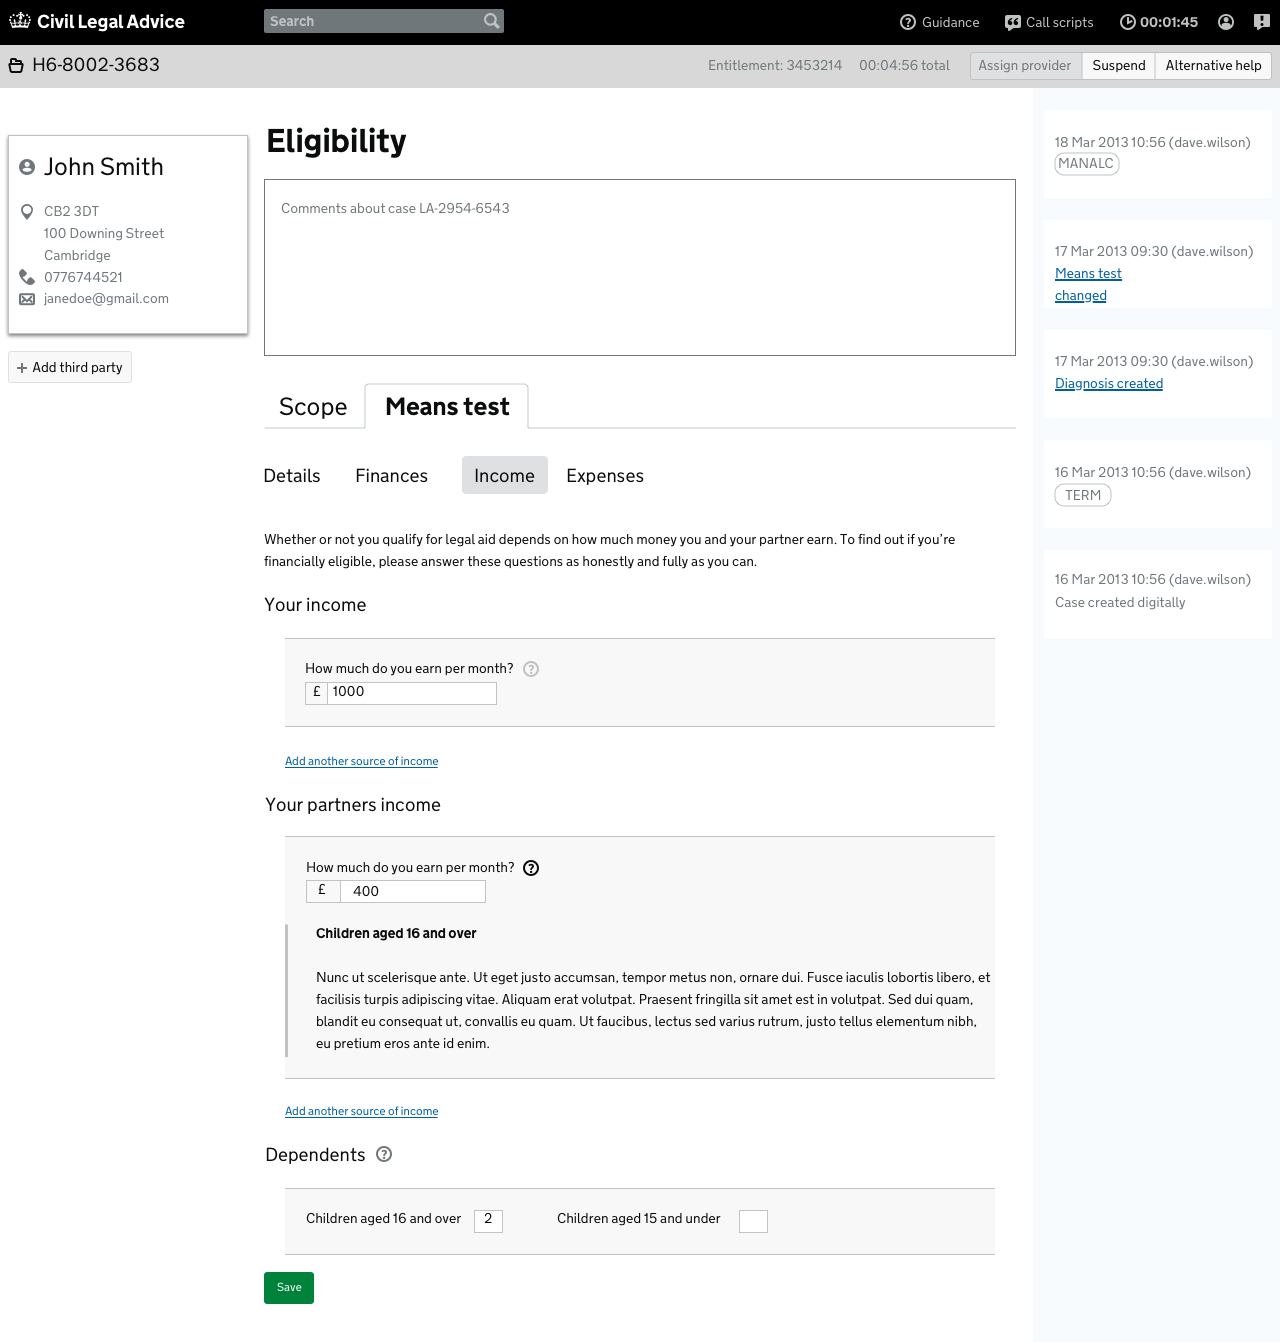 Civil Legal Advice
Search
Guidance
Call scripts
00:01:45
H6-8002-3683
Entitlement: 3453214
00:04:56 total
Assign provider
Suspend
Alternative help
John Smith
CB2 3DT
100 Downing Street
Cambridge
0776744521
janedoe@gmail.com
Add third party
Eligibility
Comments about case LA-2954-6543
Scope
Means test
Details
Finances
Income
Expenses
Whether or not you qualify for legal aid depends on how much money you and your partner earn. To find out if you’re
financially eligible, please answer these questions as honestly and fully as you can.
Your income
How much do you earn per month?
£ 1000
Add another source of income
Your partners income
How much do you earn per month?
£ 400
Children aged 16 and over
Nunc ut scelerisque ante. Ut eget justo accumsan, tempor metus non, ornare dui. Fusce iaculis lobortis libero, et
facilisis turpis adipiscing vitae. Aliquam erat volutpat. Praesent fringilla sit amet est in volutpat. Sed dui quam,
blandit eu consequat ut, convallis eu quam. Ut faucibus, lectus sed varius rutrum, justo tellus elementum nibh,
eu pretium eros ante id enim.
Add another source of income
Dependents
Children aged 16 and over 2
Children aged 15 and under
Save
18 Mar 2013 10:56 (dave.wilson)
MANALC
17 Mar 2013 09:30 (dave.wilson)
Means test
changed
17 Mar 2013 09:30 (dave.wilson)
Diagnosis created
16 Mar 2013 10:56 (dave.wilson)
TERM
16 Mar 2013 10:56 (dave.wilson)
Case created digitally